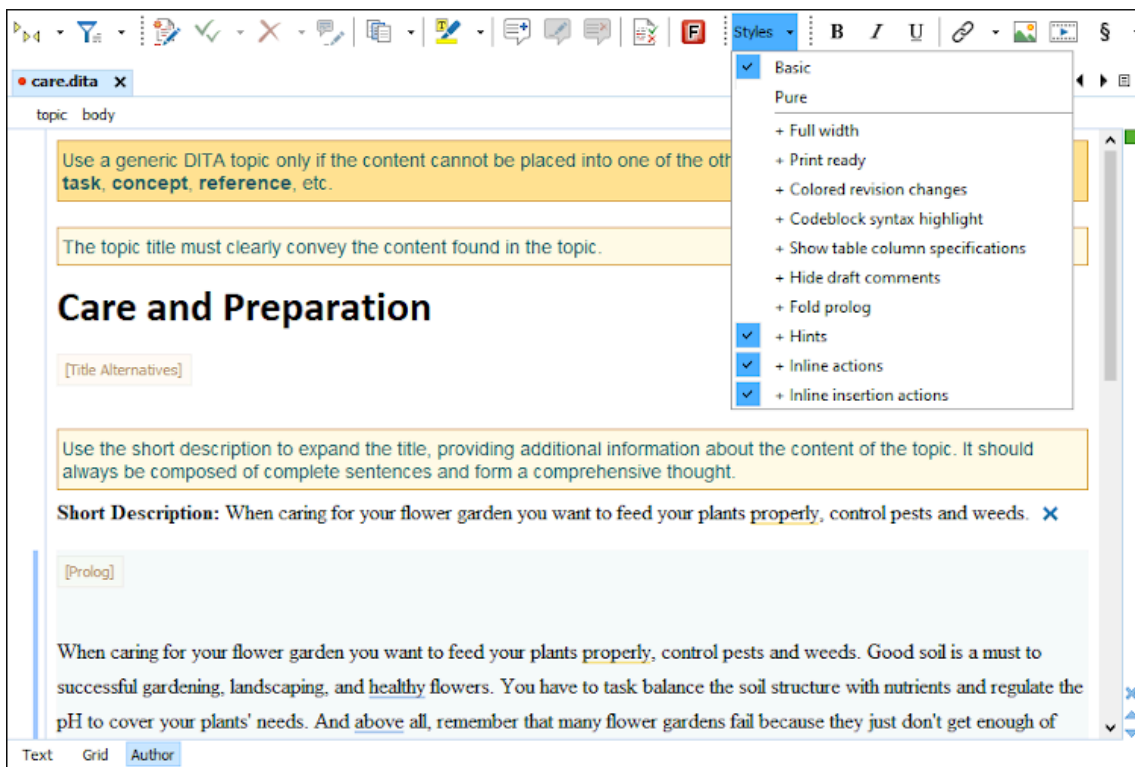 Styles B I U §
care.dita
topic body
Basic
Pure
+ Full width
+ Print ready
+ Colored revision changes
+ Codeblock syntax highlight
+ Show table column specifications
+ Hide draft comments
+ Fold prolog
+ Hints
+ Inline actions
+ Inline insertion actions
Use a generic DITA topic only if the content cannot be placed into one of the oth
task, concept, reference, etc.
The topic title must clearly convey the content found in the topic.
Care and Preparation
[Title Alternatives]
Use the short description to expand the title, providing additional information about the content of the topic. It should
always be composed of complete sentences and form a comprehensive thought.
Short Description: When caring for your flower garden you want to feed your plants properly, control pests and weeds.
[Prolog]
When caring for your flower garden you want to feed your plants properly, control pests and weeds. Good soil is a must to
successful gardening, landscaping, and healthy flowers. You have to task balance the soil structure with nutrients and regulate the
pH to cover your plants' needs. And above all, remember that many flower gardens fail because they just don't get enough of
Text Grid Author